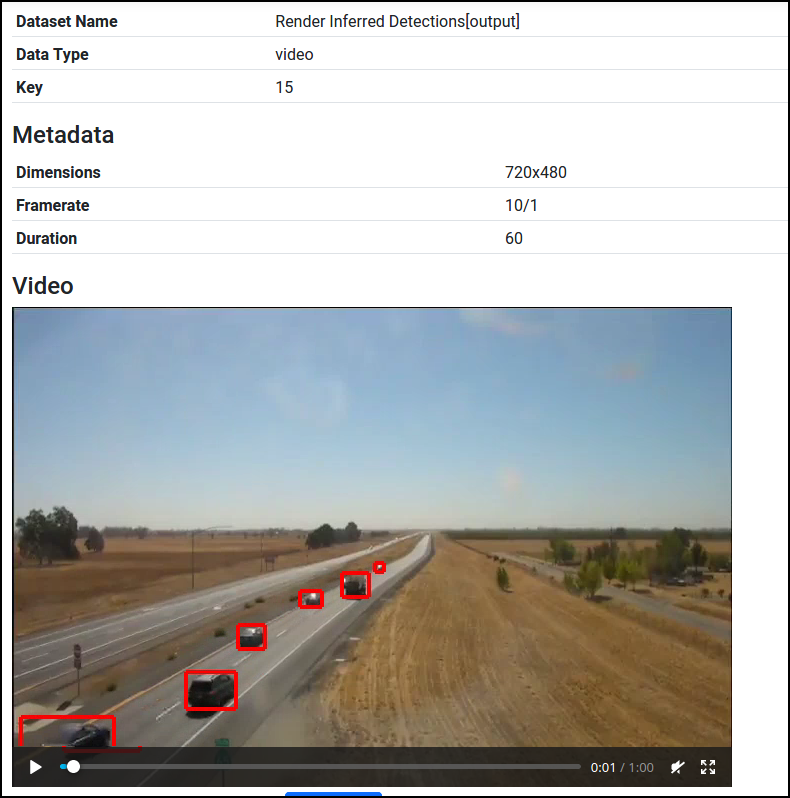 Dataset Name Render Inferred Detections[output]
Data Type video
Key 15
Metadata
Dimensions 720x480
Framerate 10/1
Duration 60
Video
0:01 / 1:00